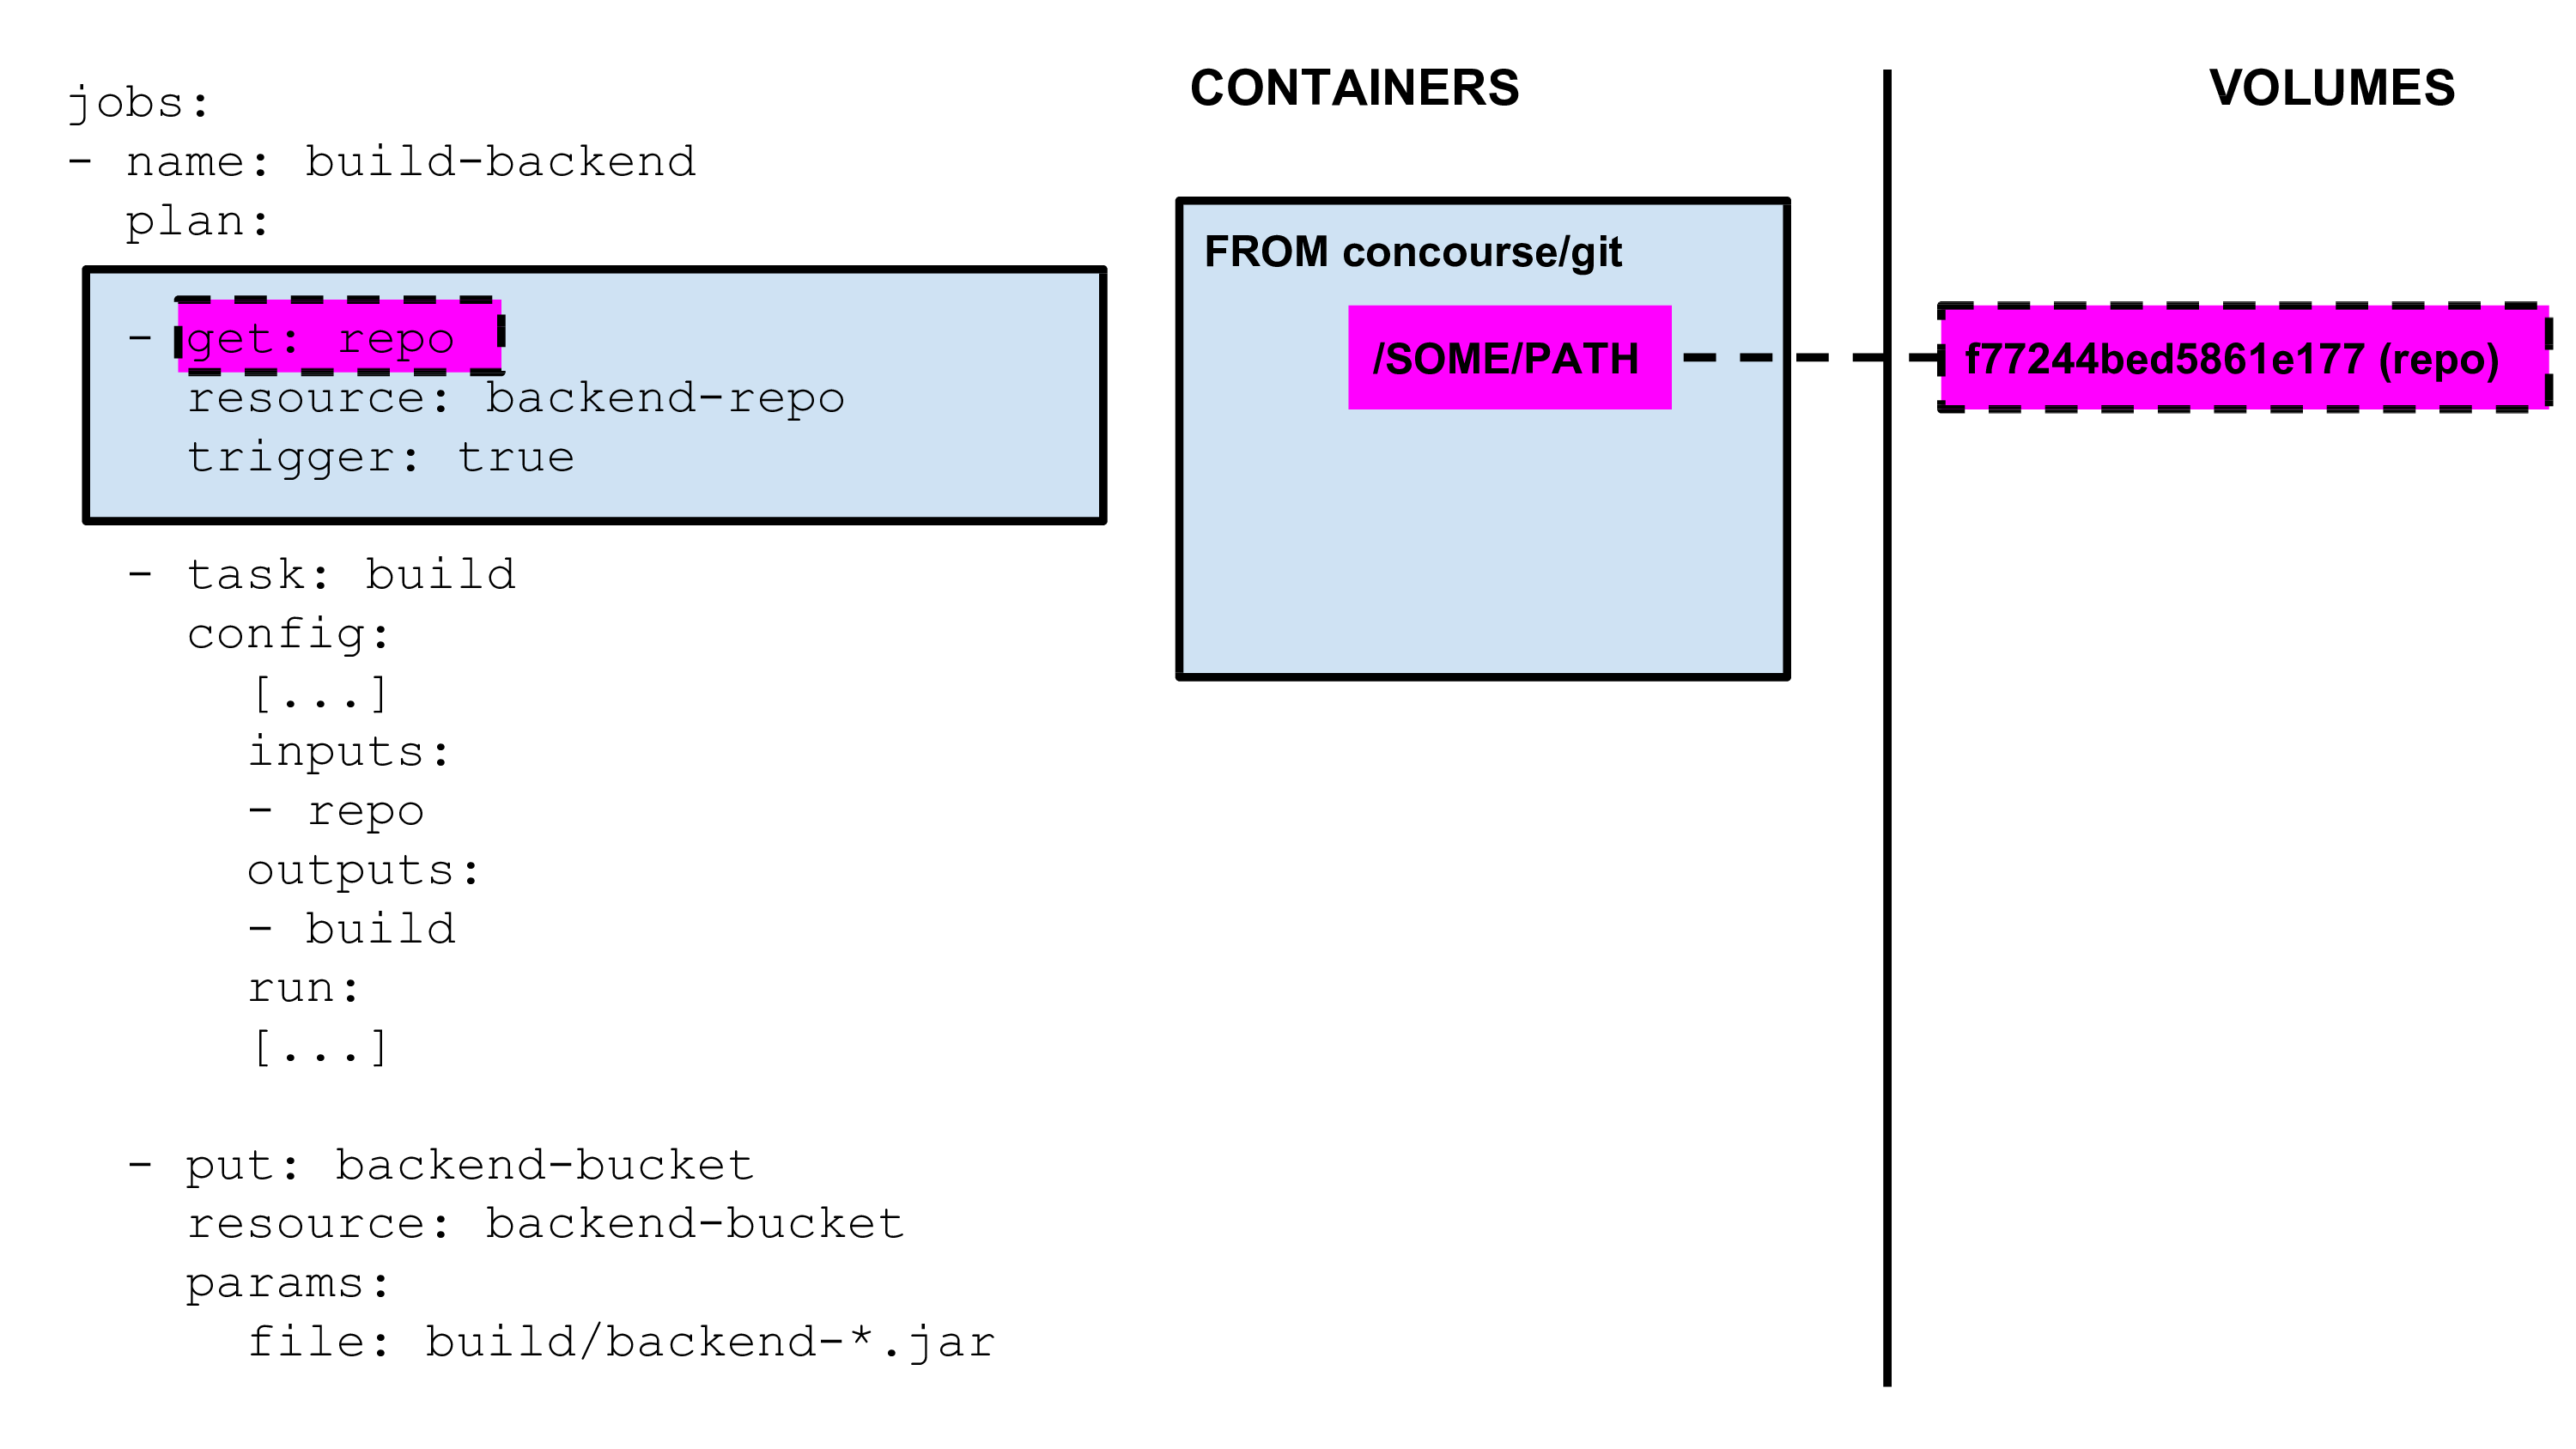 jobs:
- name: build-backend
  plan:
  - get: repo
    resource: backend-repo
    trigger: true
  - task: build
    config:
      [...]
      inputs:
      - repo
      outputs:
      - build
      run:
      [...]
  - put: backend-bucket
    resource: backend-bucket
    params:
      file: build/backend-*.jar
CONTAINERS
FROM concourse/git
/SOME/PATH
VOLUMES
f77244bed5861e177 (repo)